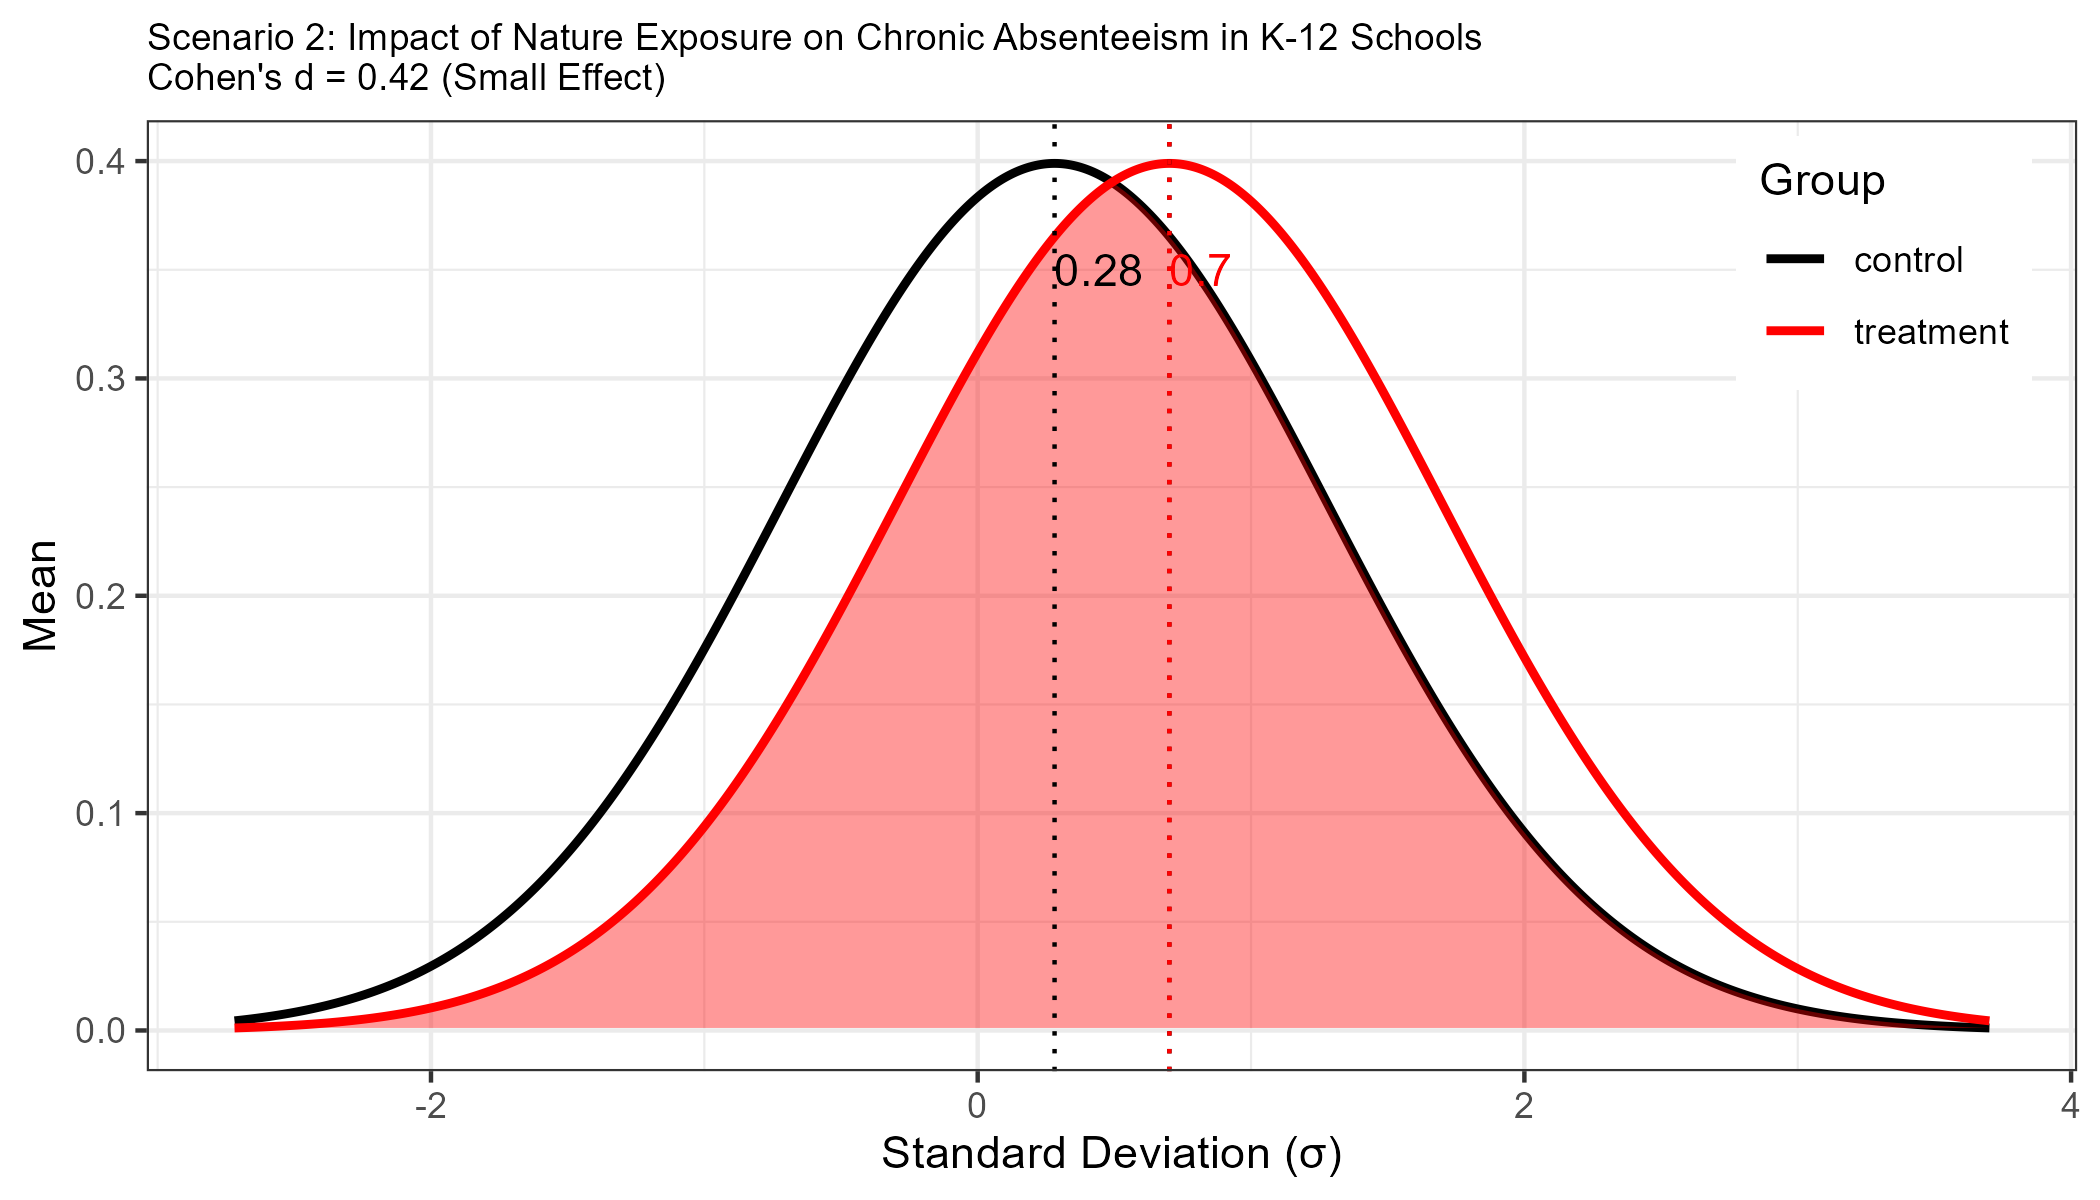 Scenario 2: Impact of Nature Exposure on Chronic Absenteeism in K-12 Schools
Cohen's d = 0.42 (Small Effect)
Mean
0.4
0.3
0.2
0.1
0.0
0.28
0.7
Group
control
treatment
-2
0
2
4
Standard Deviation (σ)